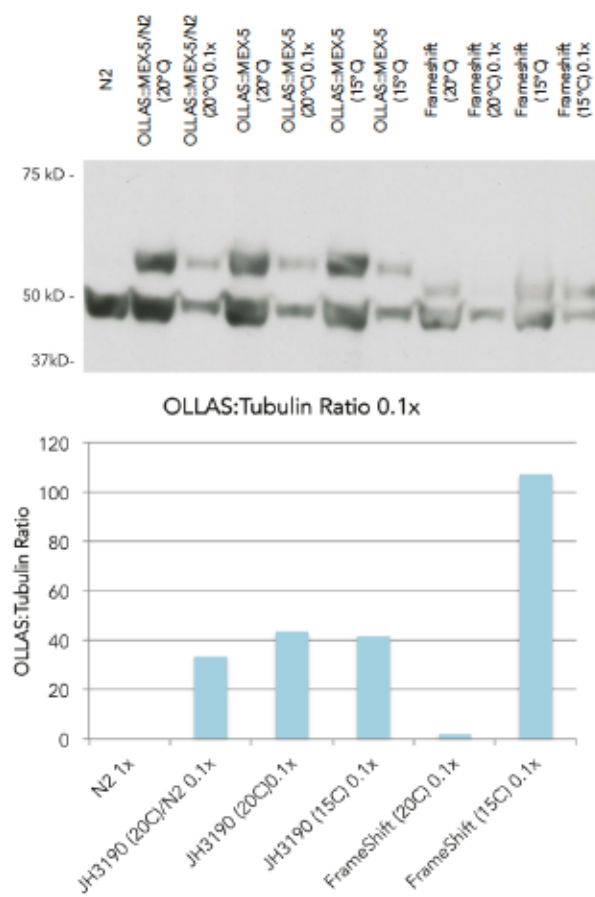 N2
OLLAS::MEX-5/N2
(20°C)
OLLAS::MEX-5/N2
(20°C) 0.1x
OLLAS::MEX-5
(20°C)
OLLAS::MEX-5
(20°C) 0.1x
OLLAS::MEX-5
(15°C)
OLLAS::MEX-5
(15°C)
Frameshift
(20°C)
Frameshift
(20°C) 0.1x
Frameshift
(15°C)
Frameshift
(15°C) 0.1x
75 kD -
50 kD -
37kD-
OLLAS:Tubulin Ratio 0.1x
OLLAS:Tubulin Ratio
120
100
80
60
40
20
0
N2 1x
JH3190 (20C)/N2 0.1x
JH3190 (20C)0.1x
JH3190 (15C) 0.1x
FrameShift (20C) 0.1x
FrameShift (15C) 0.1x